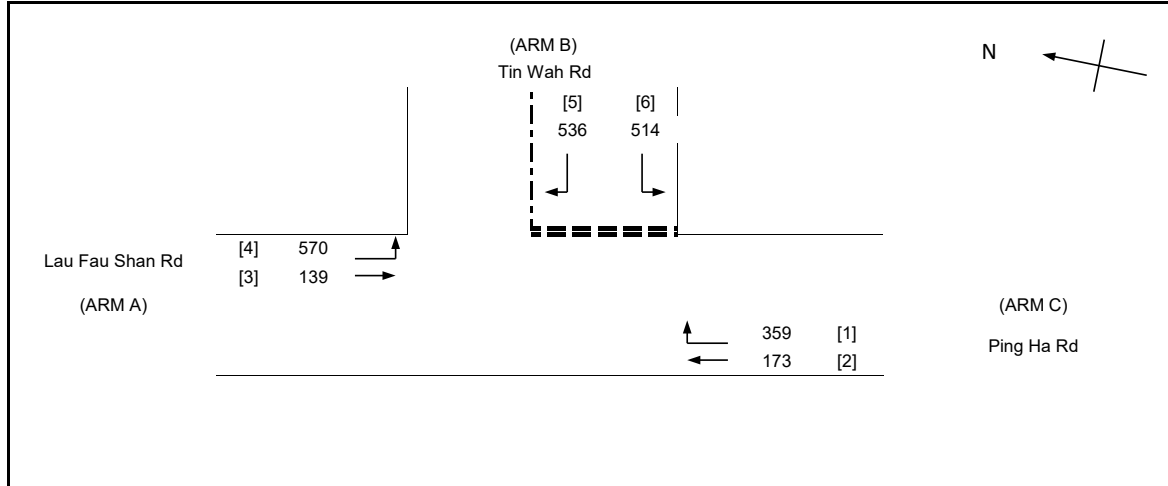 (ARM B)
Tin Wah Rd
N
[5] [6]
536 514
[4] 570
Lau Fau Shan Rd
[3] 139
(ARM A)
(ARM C)
359 [1]
Ping Ha Rd
173 [2]